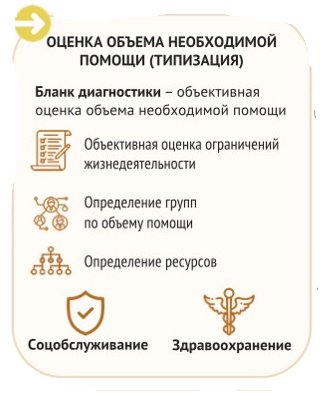 ОЦЕНКА ОБЪЕМА НЕОБХОДИМОЙ
ПОМОЩИ (ТИПИЗАЦИЯ)
Бланк диагностики – объективная
оценка объема необходимой помощи
Объективная оценка ограничений
жизнедеятельности
Определение групп
по объему помощи
Определение ресурсов
Соцобслуживание Здравоохранение